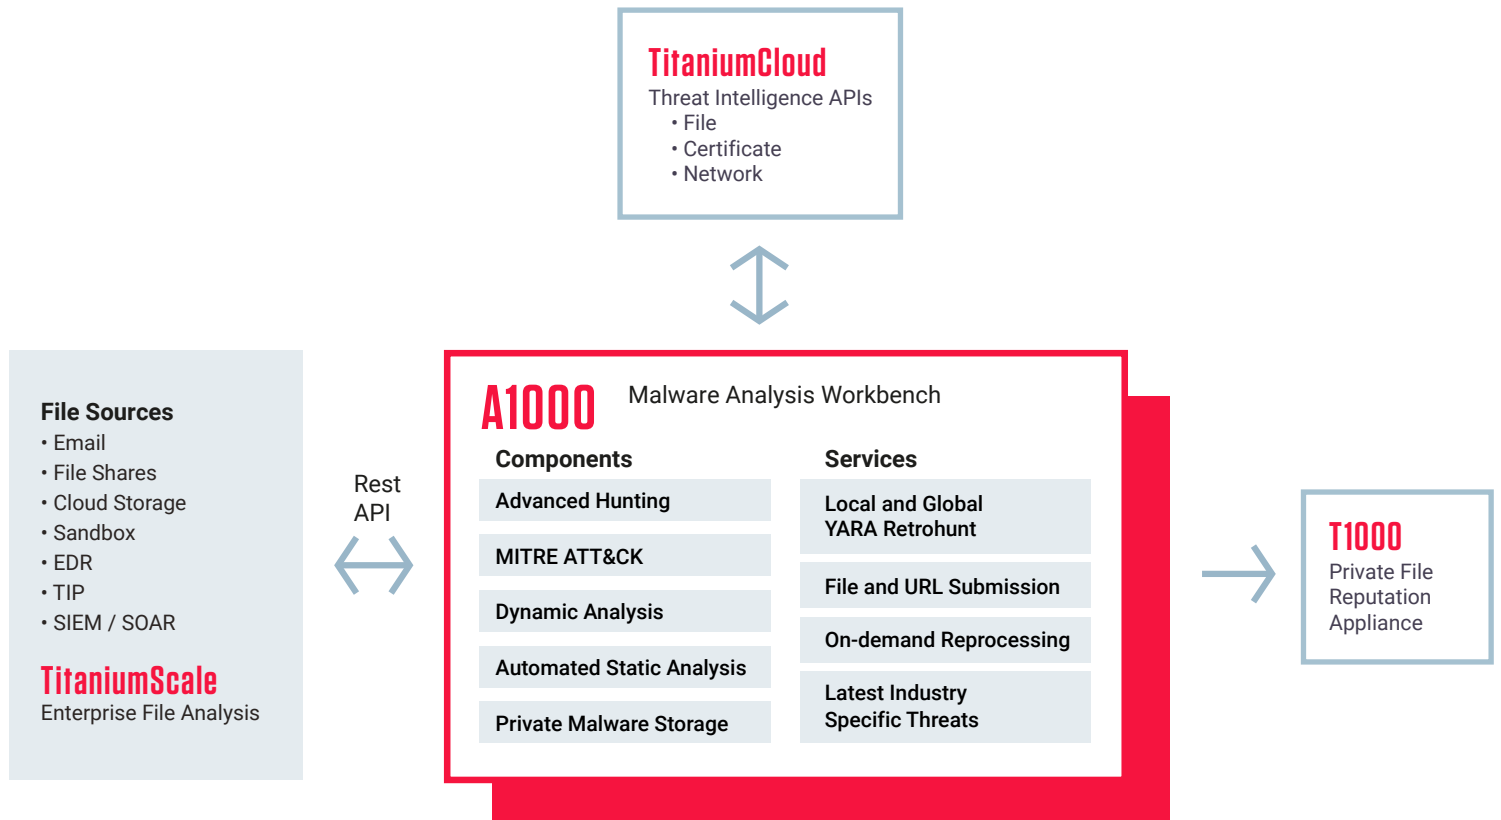 TitaniumCloud
Threat Intelligence APIs
• File
• Certificate
• Network
File Sources
• Email
• File Shares
• Cloud Storage
• Sandbox
• EDR
• TIP
• SIEM / SOAR
TitaniumScale
Enterprise File Analysis
Rest
API
A1000
Malware Analysis Workbench
Components
Advanced Hunting
MITRE ATT&CK
Dynamic Analysis
Automated Static Analysis
Private Malware Storage
Services
Local and Global
YARA Retrohunt
File and URL Submission
On-demand Reprocessing
Latest Industry
Specific Threats
T1000
Private File
Reputation
Appliance